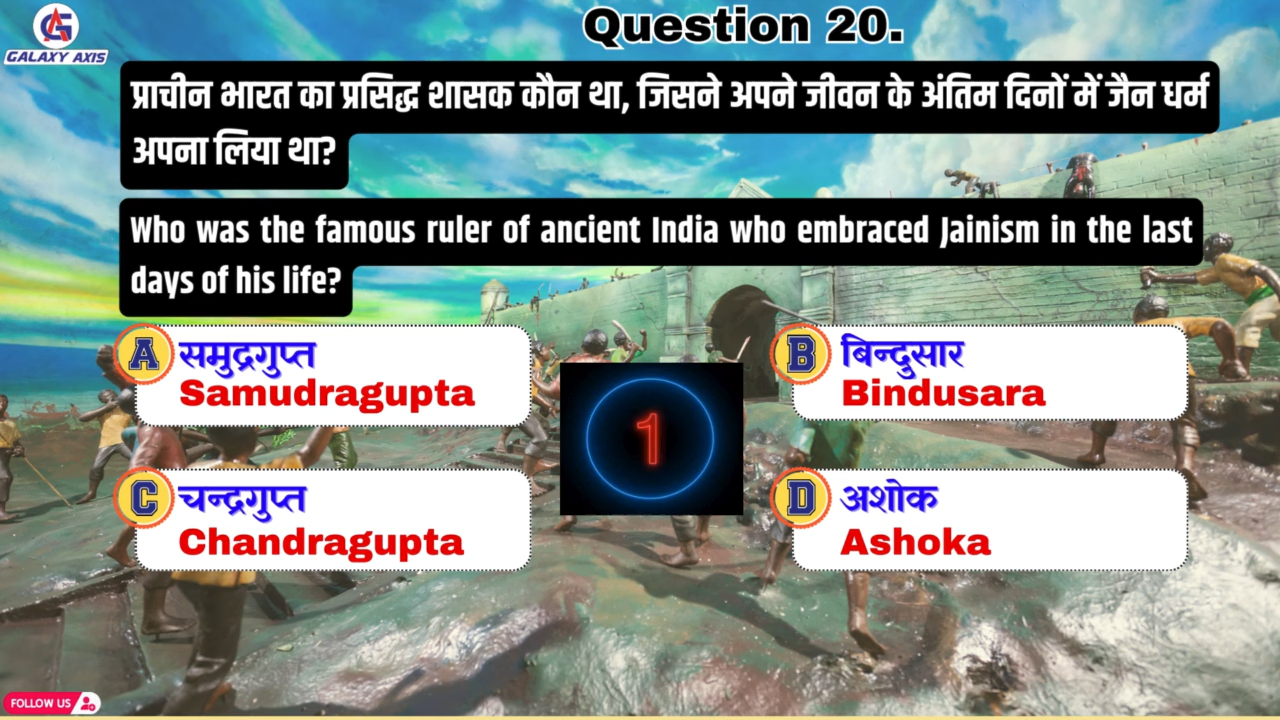 GALAXY AXIS
Question 20.
प्राचीन भारत का प्रसिद्ध शासक कौन था, जिसने अपने जीवन के अंतिम दिनों में जैन धर्म
अपना लिया था?
Who was the famous ruler of ancient India who embraced Jainism in the last
days of his life?
A समुद्रगुप्त
Samudragupta
B बिन्दुसार
Bindusara
1
C चन्द्रगुप्त
Chandragupta
D अशोक
Ashoka
FOLLOW US